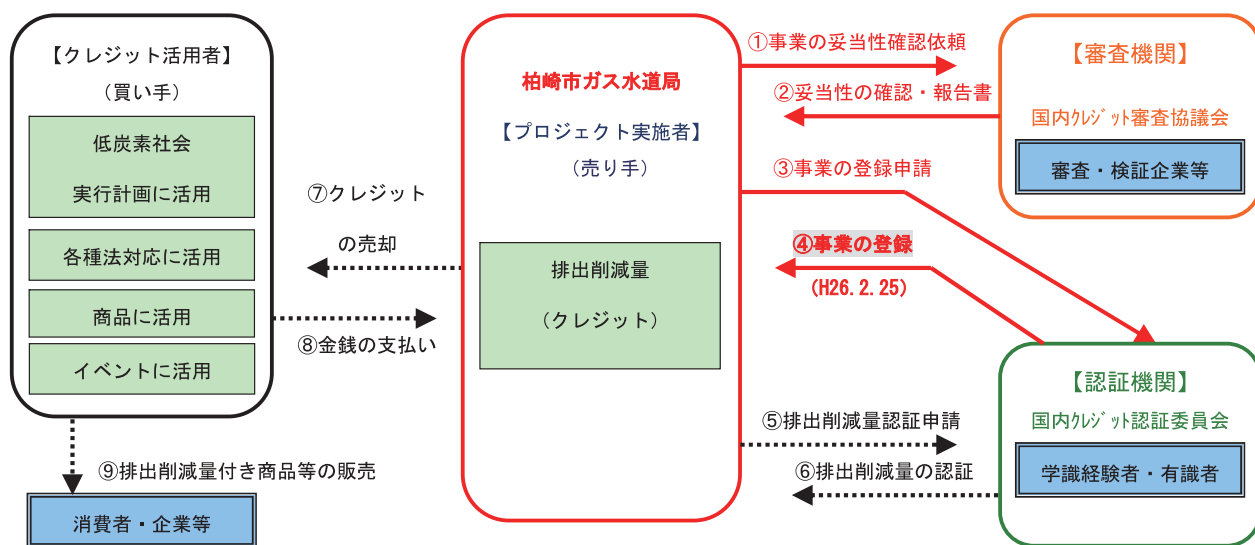 【クレジット活用者】
（買い手）
低炭素社会
実行計画に活用
各種法対応に活用
商品に活用
イベントに活用
⑨排出削減量付き商品等の販売
消費者・企業等
⑦クレジット
の売却
⑧金銭の支払い
柏崎市ガス水道局
【プロジェクト実施者】
（売り手）
排出削減量
（クレジット）
①事業の妥当性確認依頼
②妥当性の確認・報告書
③事業の登録申請
④事業の登録
(H26.2.25)
⑤排出削減量認証申請
⑥排出削減量の認証
【審査機関】
国内ｸﾚｼﾞｯﾄ審査協議会
審査・検証企業等
【認証機関】
国内ｸﾚｼﾞｯﾄ認証委員会
学識経験者・有識者